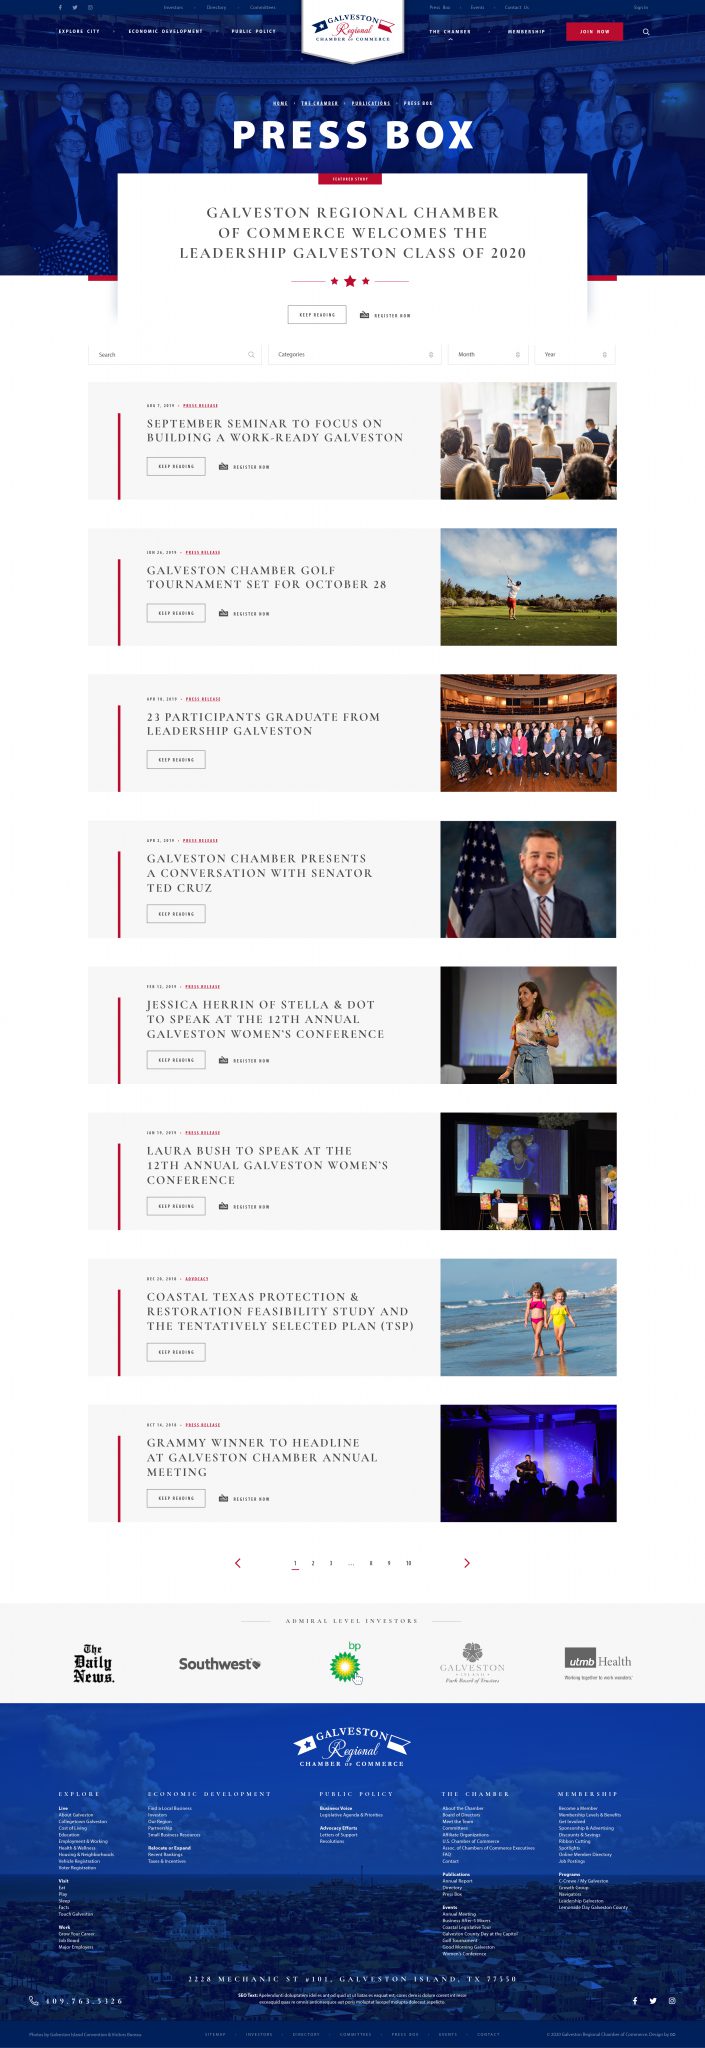 Investors • Directory • Committees
Press Box • Events • Contact Us
Sign In
EXPLORE CITY
ECONOMIC DEVELOPMENT
PUBLIC POLICY
GALVESTON
Regional
CHAMBER of COMMERCE
THE CHAMBER
MEMBERSHIP
JOIN NOW
HOME • THE CHAMBER • PUBLICATIONS • PRESS BOX
PRESS BOX
FEATURED STORY
GALVESTON REGIONAL CHAMBER
OF COMMERCE WELCOMES THE
LEADERSHIP GALVESTON CLASS OF 2020
KEEP READING
REGISTER NOW
Search
Categories
Month
Year
AUG 7, 2019 • PRESS RELEASE
SEPTEMBER SEMINAR TO FOCUS ON
BUILDING A WORK-READY GALVESTON
KEEP READING
REGISTER NOW
JUN 26, 2019 • PRESS RELEASE
GALVESTON CHAMBER GOLF
TOURNAMENT SET FOR OCTOBER 28
KEEP READING
REGISTER NOW
APR 18, 2019 • PRESS RELEASE
23 PARTICIPANTS GRADUATE FROM
LEADERSHIP GALVESTON
KEEP READING
APR 3, 2019 • PRESS RELEASE
GALVESTON CHAMBER PRESENTS
A CONVERSATION WITH SENATOR
TED CRUZ
KEEP READING
FEB 12, 2019 • PRESS RELEASE
JESSICA HERRIN OF STELLA & DOT
TO SPEAK AT THE 12TH ANNUAL
GALVESTON WOMEN'S CONFERENCE
KEEP READING
REGISTER NOW
JAN 19, 2019 • PRESS RELEASE
LAURA BUSH TO SPEAK AT THE
12TH ANNUAL GALVESTON WOMEN'S
CONFERENCE
KEEP READING
REGISTER NOW
DEC 20, 2018 • ADVOCACY
COASTAL TEXAS PROTECTION &
RESTORATION FEASIBILITY STUDY AND
THE TENTATIVELY SELECTED PLAN (TSP)
KEEP READING
OCT 14, 2018 • PRESS RELEASE
GRAMMY WINNER TO HEADLINE
AT GALVESTON CHAMBER ANNUAL
MEETING
KEEP READING
REGISTER NOW
1 2 3 ... 8 9 10
ADMIRAL LEVEL INVESTORS
The
Daily
News.
Southwest
bp
GALVESTON
ISLAND
Park Board of Trustees
utmb Health
Working together to work wonders.
GALVESTON
Regional
CHAMBER of COMMERCE
EXPLORE
Live
About Galveston
Collegetown Galveston
Cost of Living
Education
Employment & Working
Health & Wellness
Housing & Neighborhoods
Vehicle Registration
Voter Registration
Visit
Eat
Play
Sleep
Facts
Touch Galveston
Work
Grow Your Career
Job Board
Major Employers
ECONOMIC DEVELOPMENT
Find a Local Business
Investors
Our Region
Partnership
Small Business Resources
Relocate or Expand
Recent Rankings
Taxes & Incentives
PUBLIC POLICY
Business Voice
Legislative Agenda & Priorities
Advocacy Efforts
Letters of Support
Resolutions
THE CHAMBER
About the Chamber
Board of Directors
Meet the Team
Committees
Affiliate Organizations
U.S. Chamber of Commerce
Assoc. of Chambers of Commerce Executives
FAQ
Contact
Publications
Annual Report
Directory
Press Box
Events
Annual Meeting
Business After-5 Mixers
Coastal Legislative Tour
Galveston County Day at the Capitol
Golf Tournament
Good Morning Galveston
Women's Conference
MEMBERSHIP
Become a Member
Membership Levels & Benefits
Get Involved
Sponsorship & Advertising
Discounts & Savings
Ribbon Cutting
Spotlights
Online Member Directory
Job Postings
Programs
C-Crewe / My Galveston
Growth Group
Navigators
Leadership Galveston
Lemonade Day Galveston County
2228 MECHANIC ST #101, GALVESTON ISLAND, TX 77550
409.763.5326
SEO Text:
Photos by Galveston Island Convention & Visitors Bureau
SITEMAP • INVESTORS • DIRECTORY • COMMITTEES • PRESS BOX • EVENTS • CONTACT
© 2020 Galveston Regional Chamber of Commerce. Design by